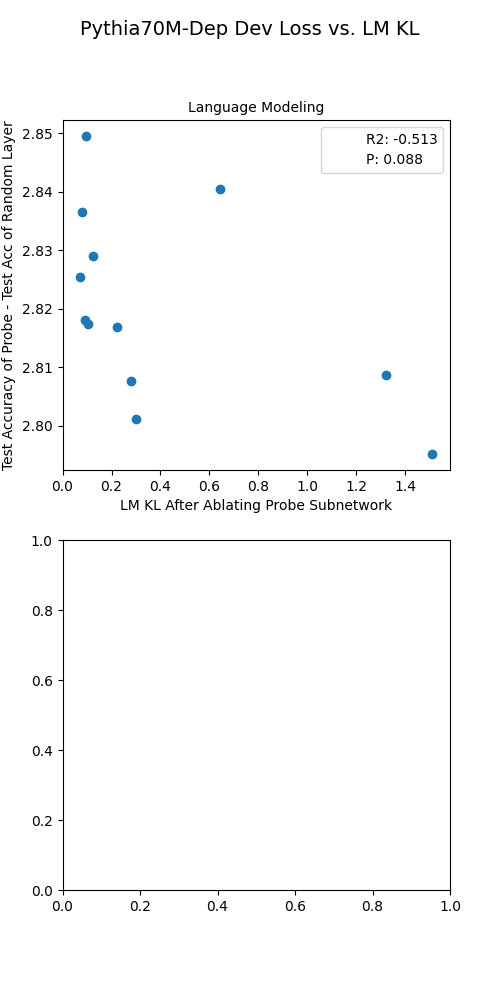 Pythia70M-Dep Dev Loss vs. LM KL
Language Modeling
Test Accuracy of Probe - Test Acc of Random Layer
2.85
2.84
2.83
2.82
2.81
2.80
R2: -0.513
P: 0.088
0.0 0.2 0.4 0.6 0.8 1.0 1.2 1.4
LM KL After Ablating Probe Subnetwork
1.0
0.8
0.6
0.4
0.2
0.0
0.0 0.2 0.4 0.6 0.8 1.0